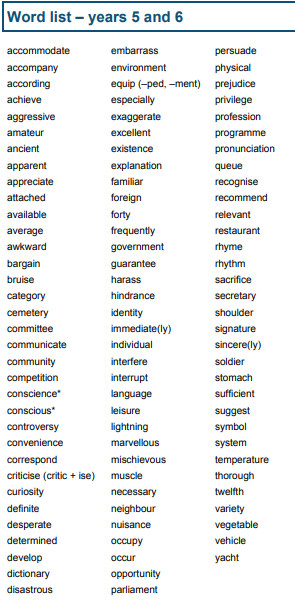 Word list – years 5 and 6
accommodate
accompany
according
achieve
aggressive
amateur
ancient
apparent
appreciate
attached
available
average
awkward
bargain
bruise
category
cemetery
committee
communicate
community
competition
conscience*
conscious*
controversy
convenience
correspond
criticise (critic + ise)
curiosity
definite
desperate
determined
develop
dictionary
disastrous
embarrass
environment
equip (–ped, –ment)
especially
exaggerate
excellent
existence
explanation
familiar
foreign
forty
frequently
government
guarantee
harass
hindrance
identity
immediate(ly)
individual
interfere
interrupt
language
leisure
lightning
marvellous
mischievous
muscle
necessary
neighbour
nuisance
occupy
occur
opportunity
parliament
persuade
physical
prejudice
privilege
profession
programme
pronunciation
queue
recognise
recommend
relevant
restaurant
rhyme
rhythm
sacrifice
secretary
shoulder
signature
sincere(ly)
soldier
stomach
sufficient
suggest
symbol
system
temperature
thorough
twelfth
variety
vegetable
vehicle
yacht